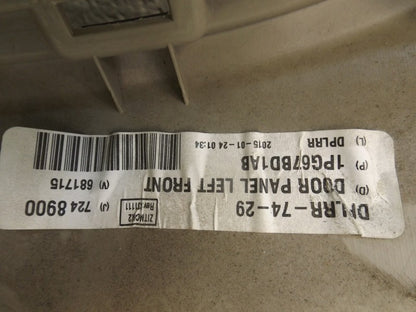 DPLRR-74-29
(J) 724 8900
(D) DOOR PANEL LEFT FRONT
(V) 681715
(P) 1PG67BD1AB
(L) DPLRR 2015-01-24 01:34